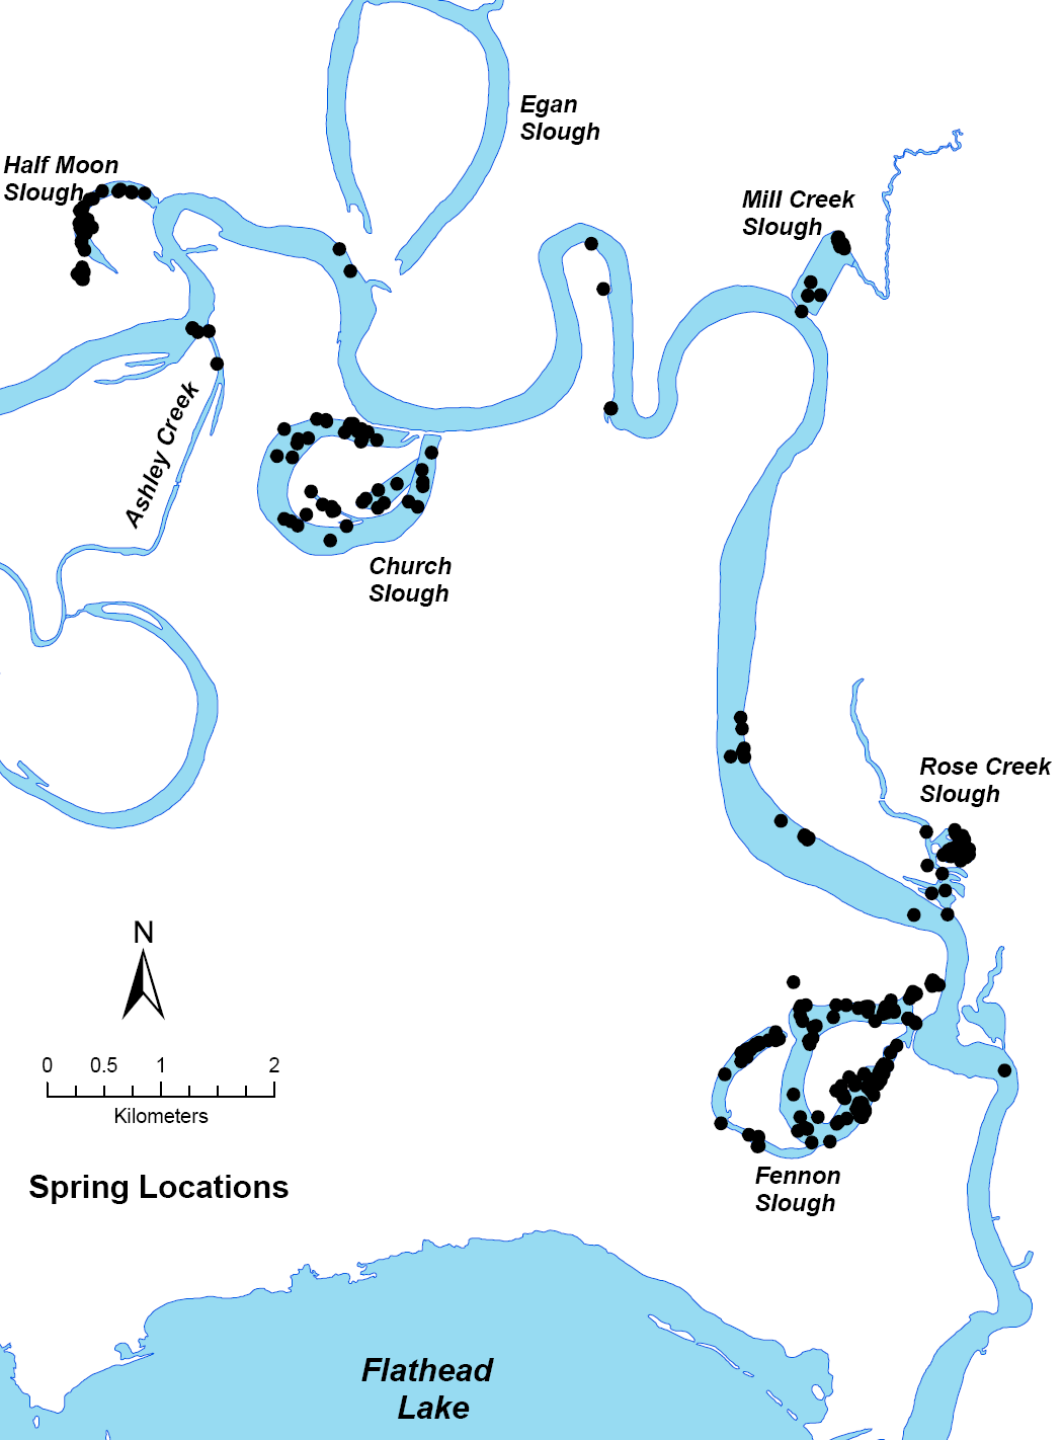 Egan
Slough
Half Moon
Slough
Mill Creek
Slough
Ashley Creek
Church
Slough
Rose Creek
Slough
N
0 0.5 1 2
Kilometers
Fennon
Slough
Spring Locations
Flathead
Lake